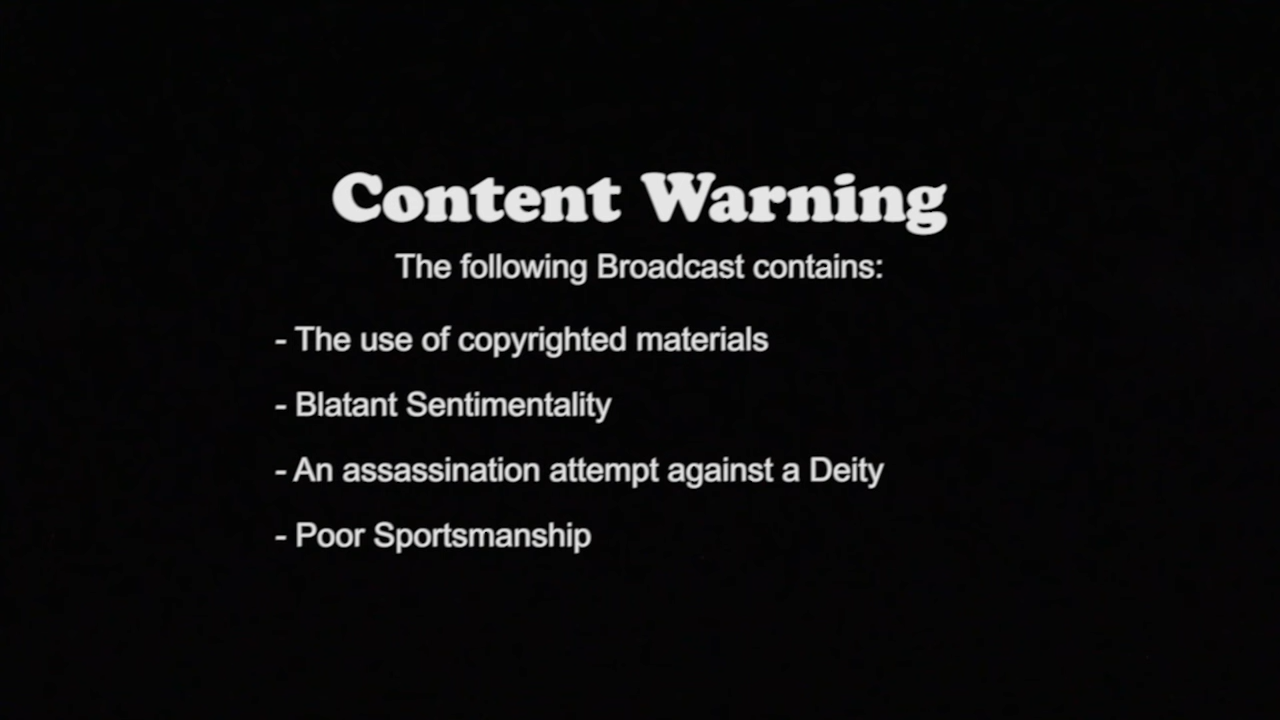 Content Warning
The following Broadcast contains:
- The use of copyrighted materials
- Blatant Sentimentality
- An assassination attempt against a Deity
- Poor Sportsmanship